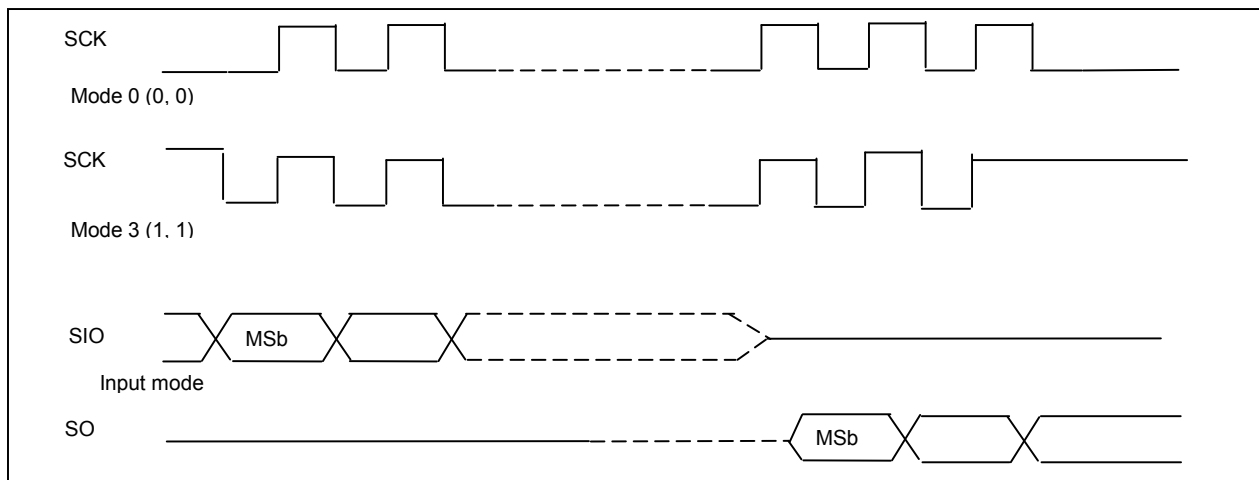 SCK
Mode 0 (0, 0)
SCK
Mode 3 (1, 1)
SIO
MSb
Input mode
SO
MSb